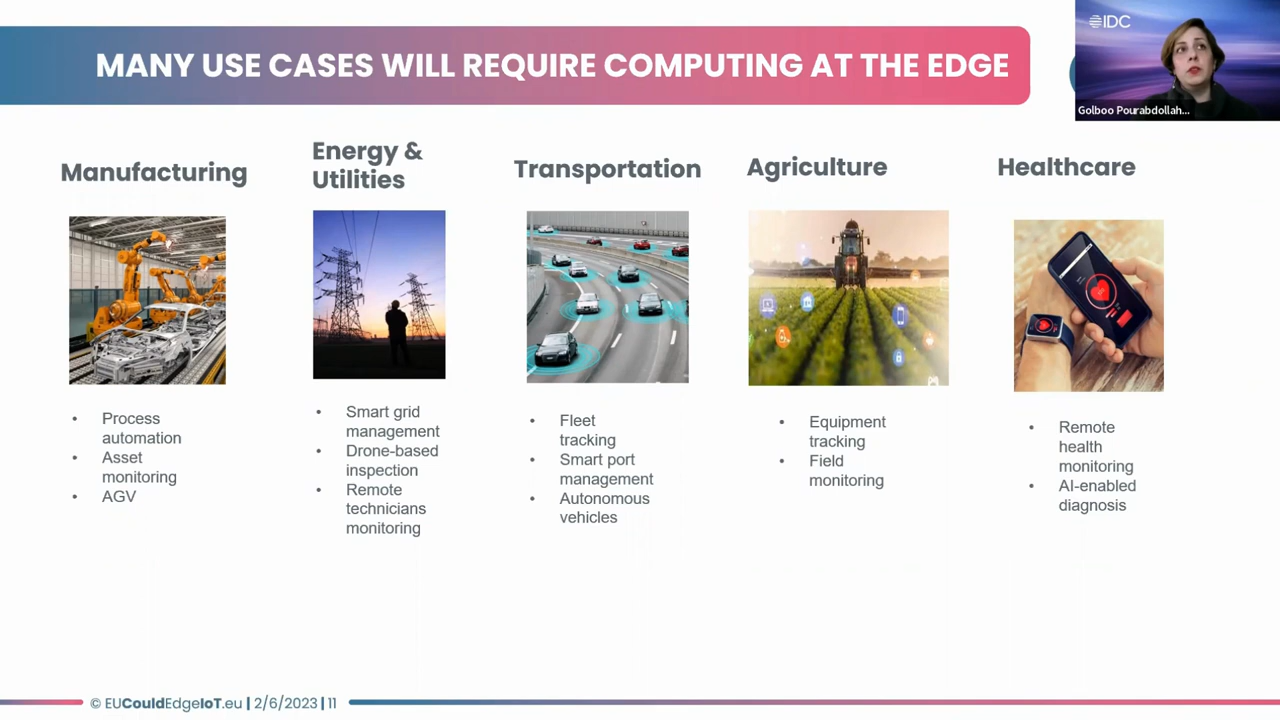 MANY USE CASES WILL REQUIRE COMPUTING AT THE EDGE
IDC
Golboo Pourabdollah...
Manufacturing
• Process
automation
• Asset
monitoring
• AGV
Energy &
Utilities
• Smart grid
management
• Drone-based
inspection
• Remote
technicians
monitoring
Transportation
• Fleet
tracking
• Smart port
management
• Autonomous
vehicles
Agriculture
• Equipment
tracking
• Field
monitoring
Healthcare
• Remote
health
monitoring
• AI-enabled
diagnosis
© EUCouldEdgeIoT.eu | 2/6/2023 | 11